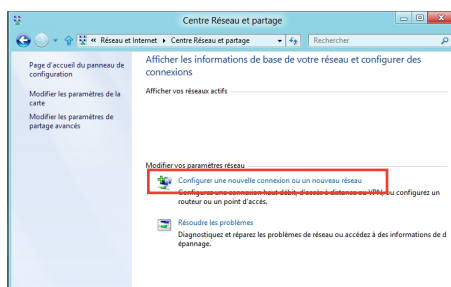 Centre Réseau et partage
« Réseau et Internet ▸ Centre Réseau et partage
Rechercher
Page d'accueil du panneau de
configuration
Modifier les paramètres de la
carte
Modifier les paramètres de
partage avancés
Afficher les informations de base de votre réseau et configurer des
connexions
Afficher vos réseaux actifs
Modifier vos paramètres réseau
Configurer une nouvelle connexion ou un nouveau réseau
Configurez une connexion haut débit, d'accès à distance ou VPN, ou configurez un
routeur ou un point d'accès.
Résoudre les problèmes
Diagnostiquez et réparez les problèmes de réseau ou accédez à des informations de d
épannage.